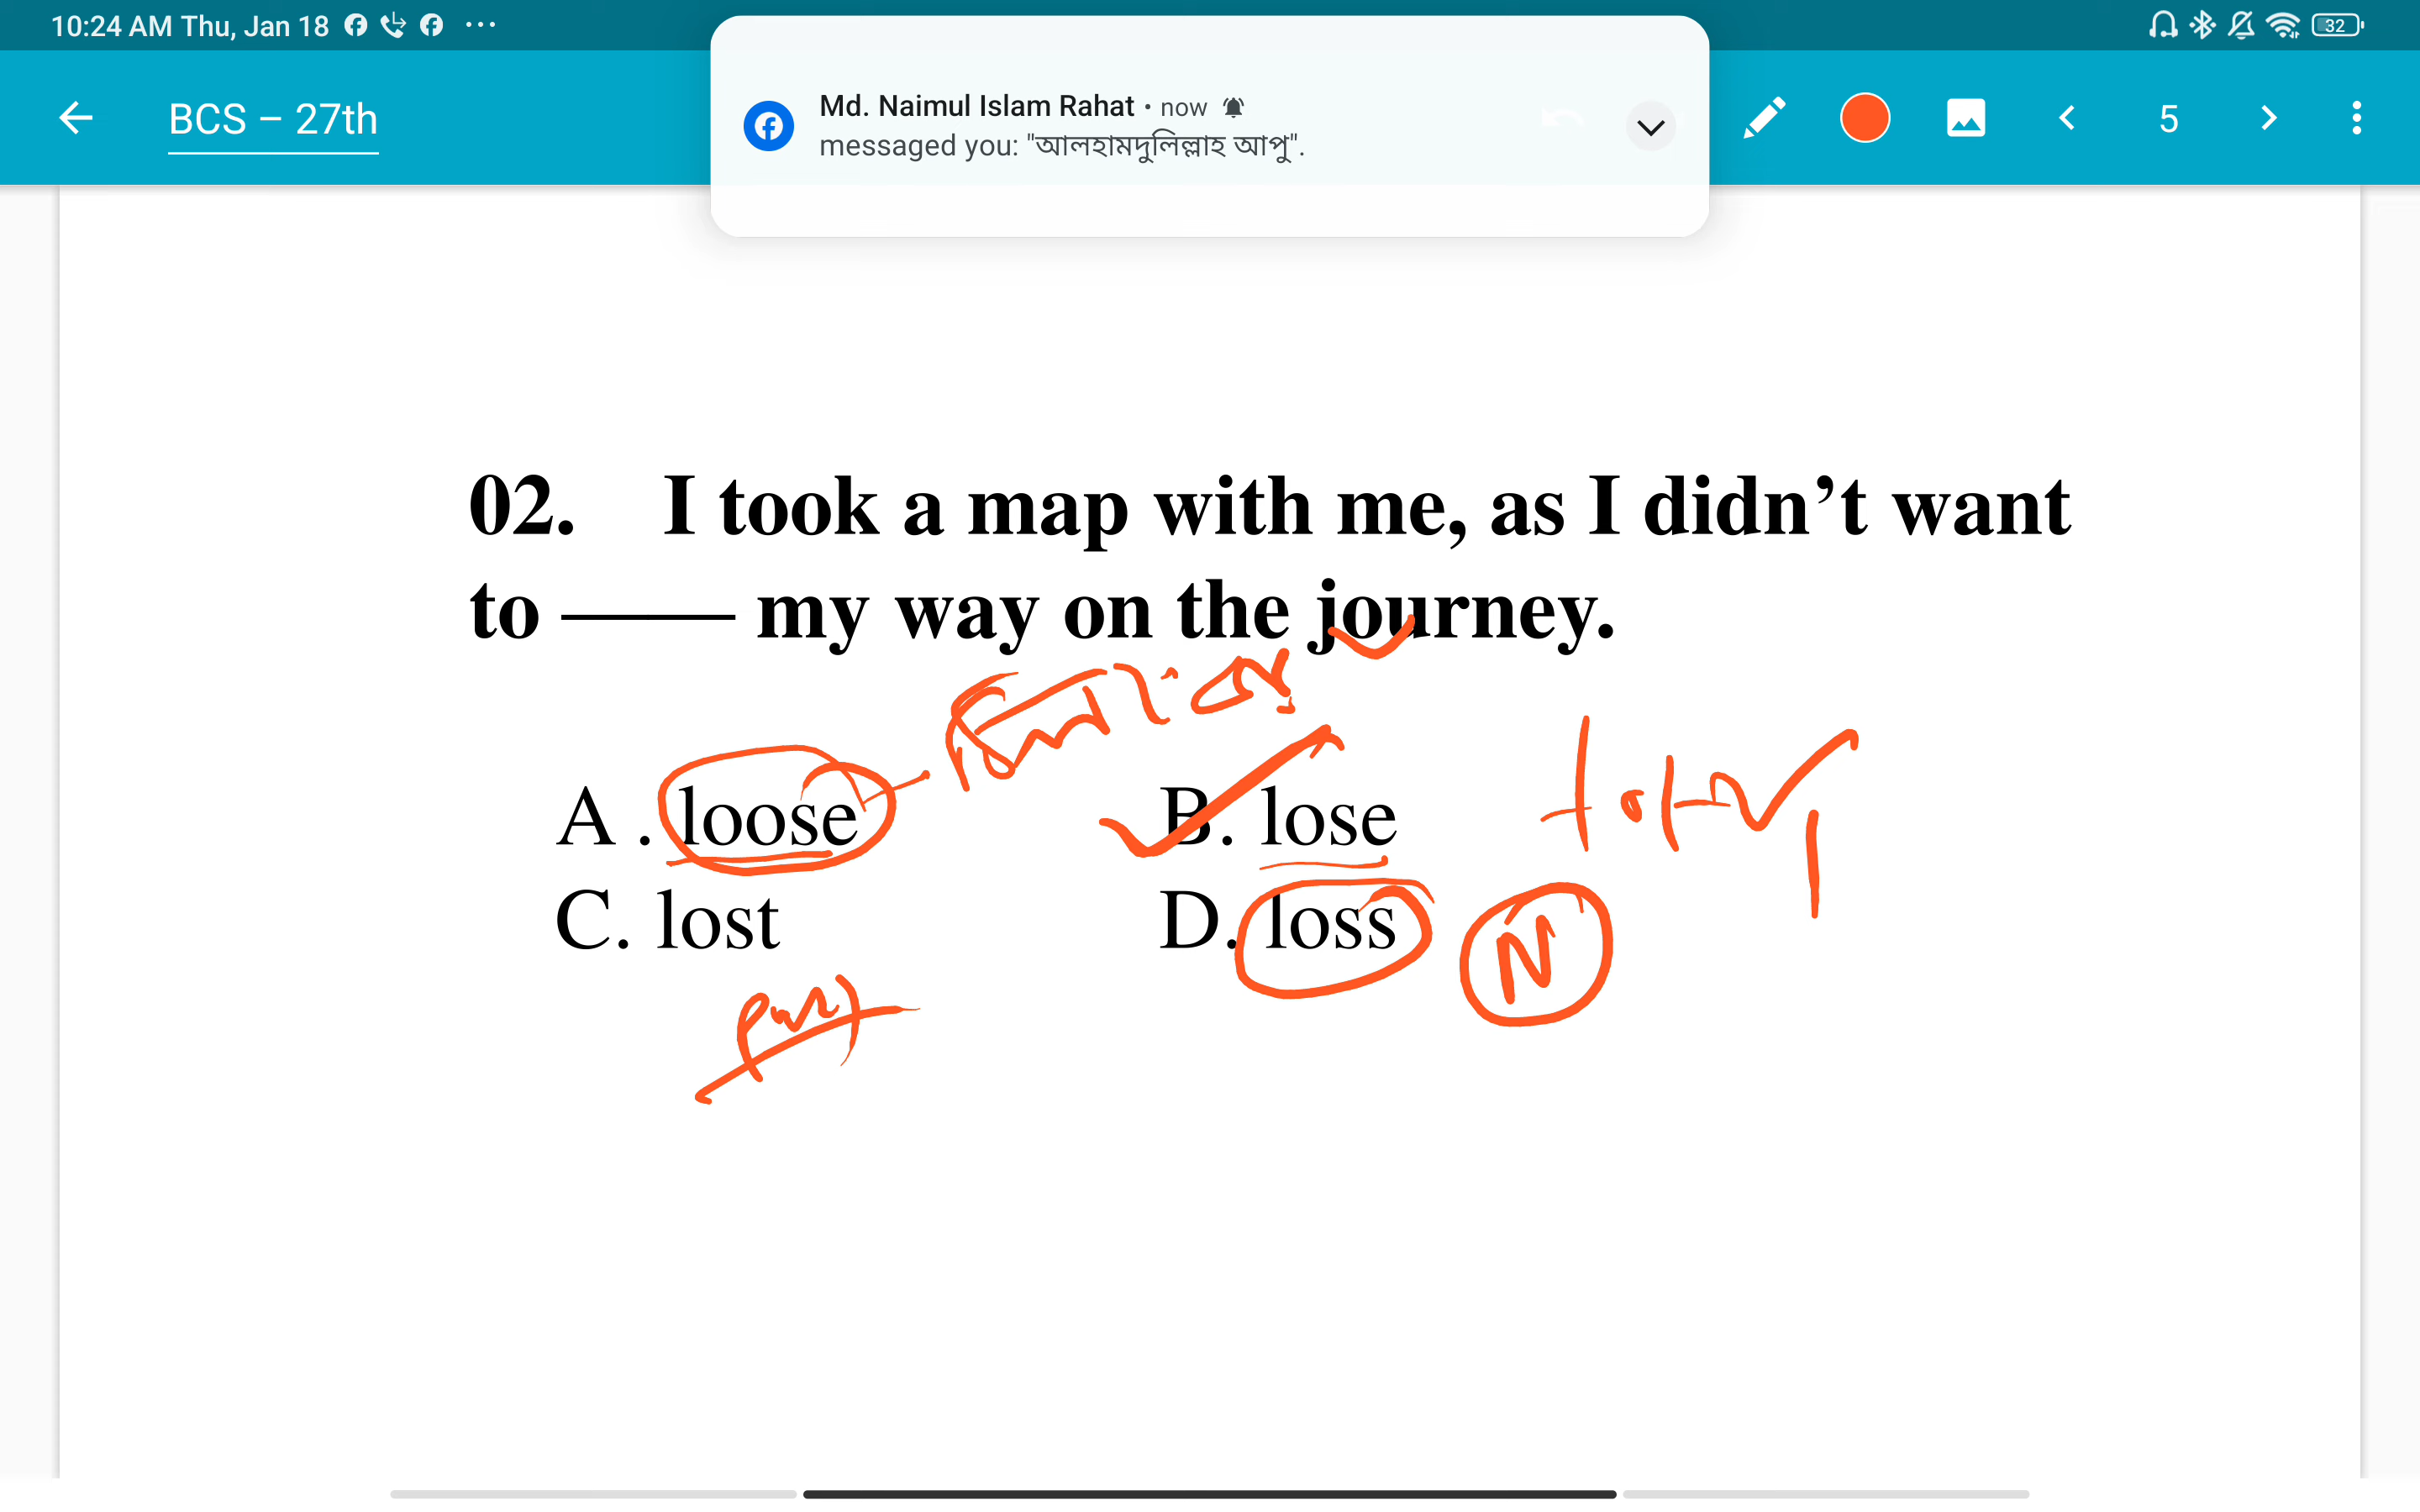 10:24 AM Thu, Jan 18
32
BCS – 27th
Md. Naimul Islam Rahat • now
messaged you: "আলহামদুলিল্লাহ আপু".
5
02. I took a map with me, as I didn’t want
to —— my way on the journey.
A . loose
B. lose
C. lost
D. loss
N